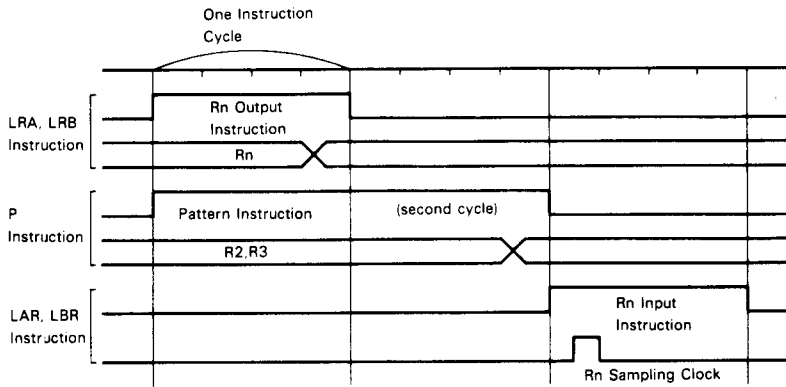 One Instruction
Cycle
LRA, LRB
Instruction
Rn Output
Instruction
Rn
P
Instruction
Pattern Instruction
(second cycle)
R2,R3
LAR, LBR
Instruction
Rn Input
Instruction
Rn Sampling Clock